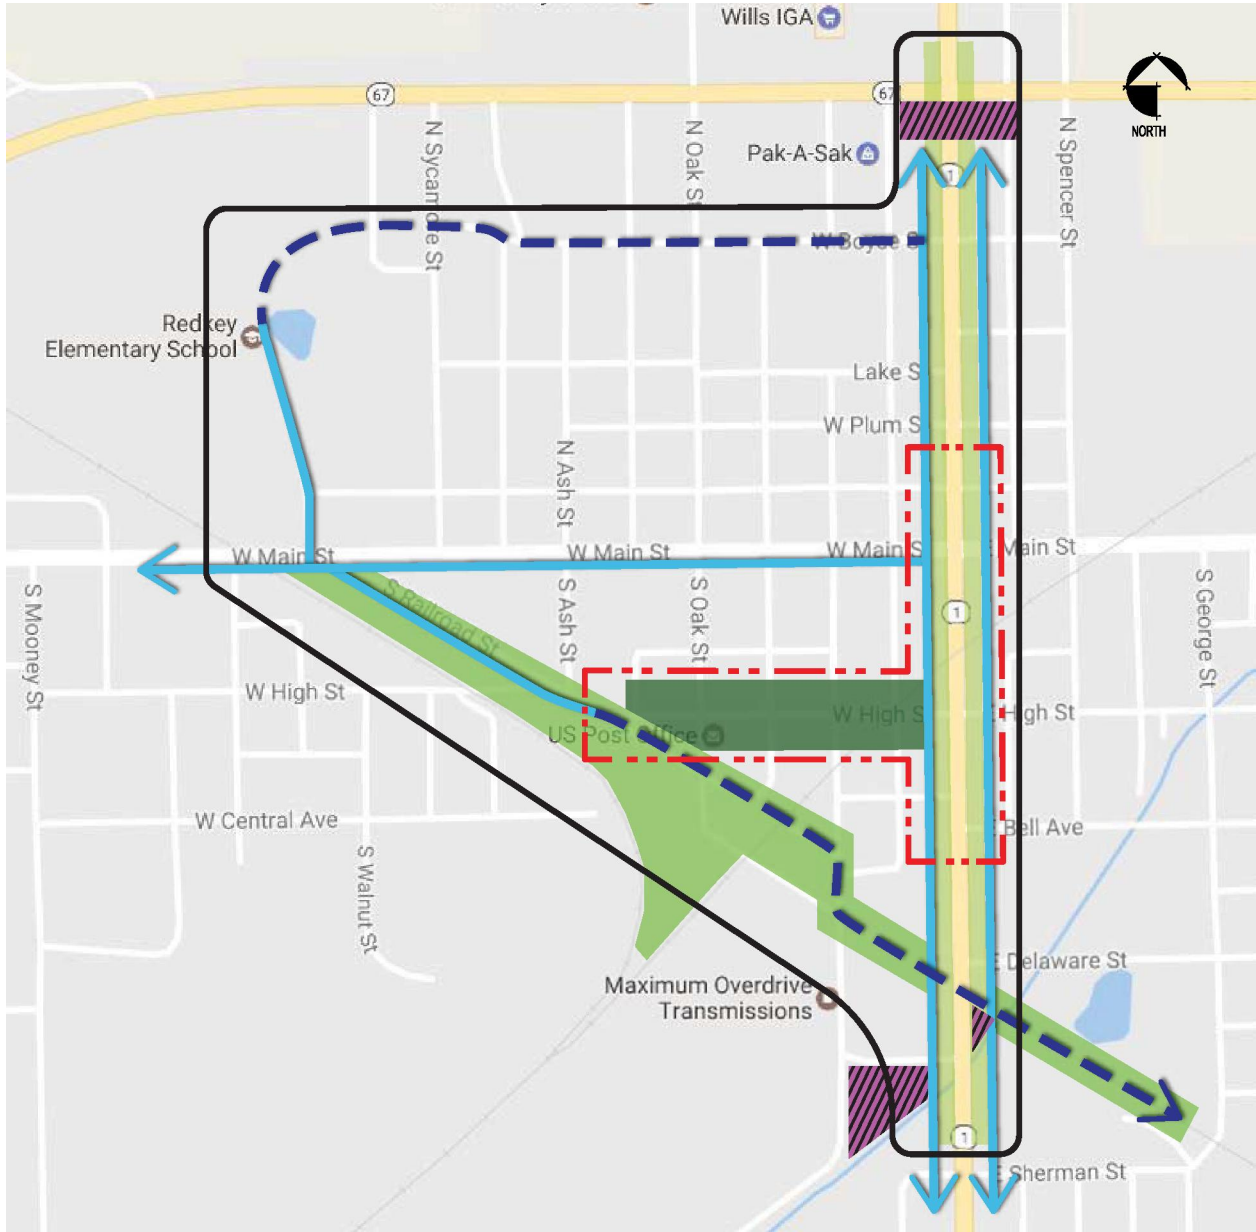 Wills IGA
67
67
NORTH
N Sycamore St
N Oak St
Pak-A-Sak
N Spencer St
1
W Boyce S
Redkey
Elementary School
Lake S
W Plum S
N Ash St
W Main St
W Main St
W Main S
E Main St
S Mooney St
S Railroad St
S Ash St
S Oak St
1
S George St
W High St
US Post Office
W High S
E High St
W Central Ave
E Bell Ave
S Walnut St
E Delaware St
Maximum Overdrive
Transmissions
1
E Sherman St